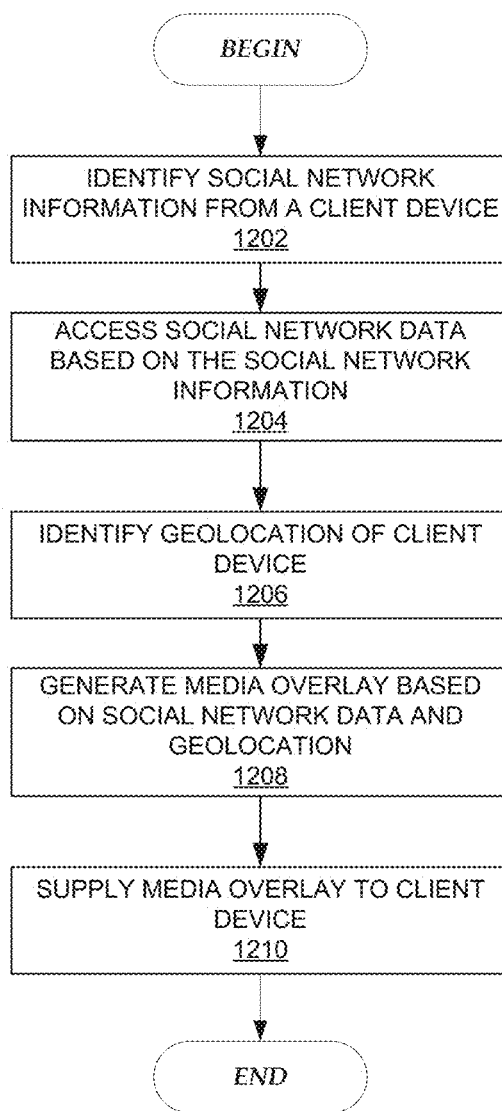 BEGIN
IDENTIFY SOCIAL NETWORK
INFORMATION FROM A CLIENT DEVICE
1202
ACCESS SOCIAL NETWORK DATA
BASED ON THE SOCIAL NETWORK
INFORMATION
1204
IDENTIFY GEOLOCATION OF CLIENT
DEVICE
1206
GENERATE MEDIA OVERLAY BASED
ON SOCIAL NETWORK DATA AND
GEOLOCATION
1208
SUPPLY MEDIA OVERLAY TO CLIENT
DEVICE
1210
END